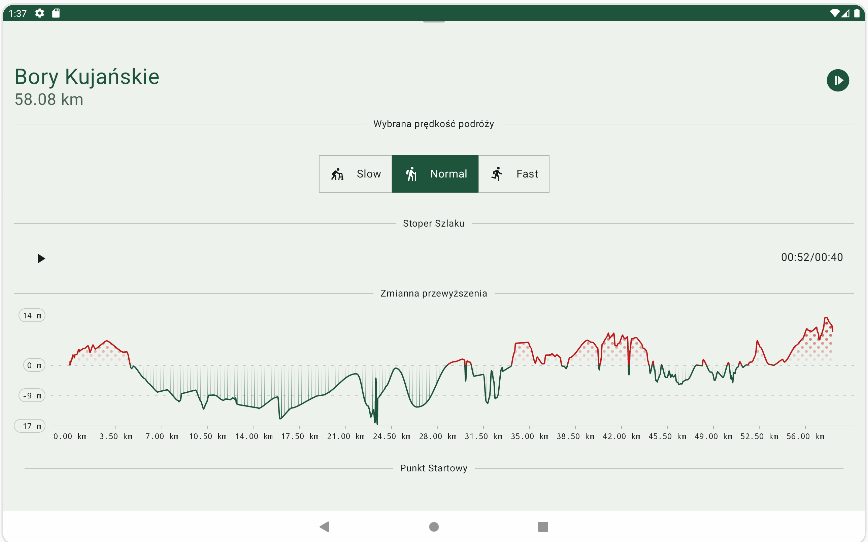 1:37
Bory Kujańskie
58.08 km
Wybrana prędkość podróży
Slow Normal Fast
Stoper Szlaku
00:52/00:40
Zmianna przewyższenia
14 m
0 m
-9 m
17 m
0.00 km 3.50 km 7.00 km 10.50 km 14.00 km 17.50 km 21.00 km 24.50 km 28.00 km 31.50 km 35.00 km 38.50 km 42.00 km 45.50 km 49.00 km 52.50 km 56.00 km
Punkt Startowy